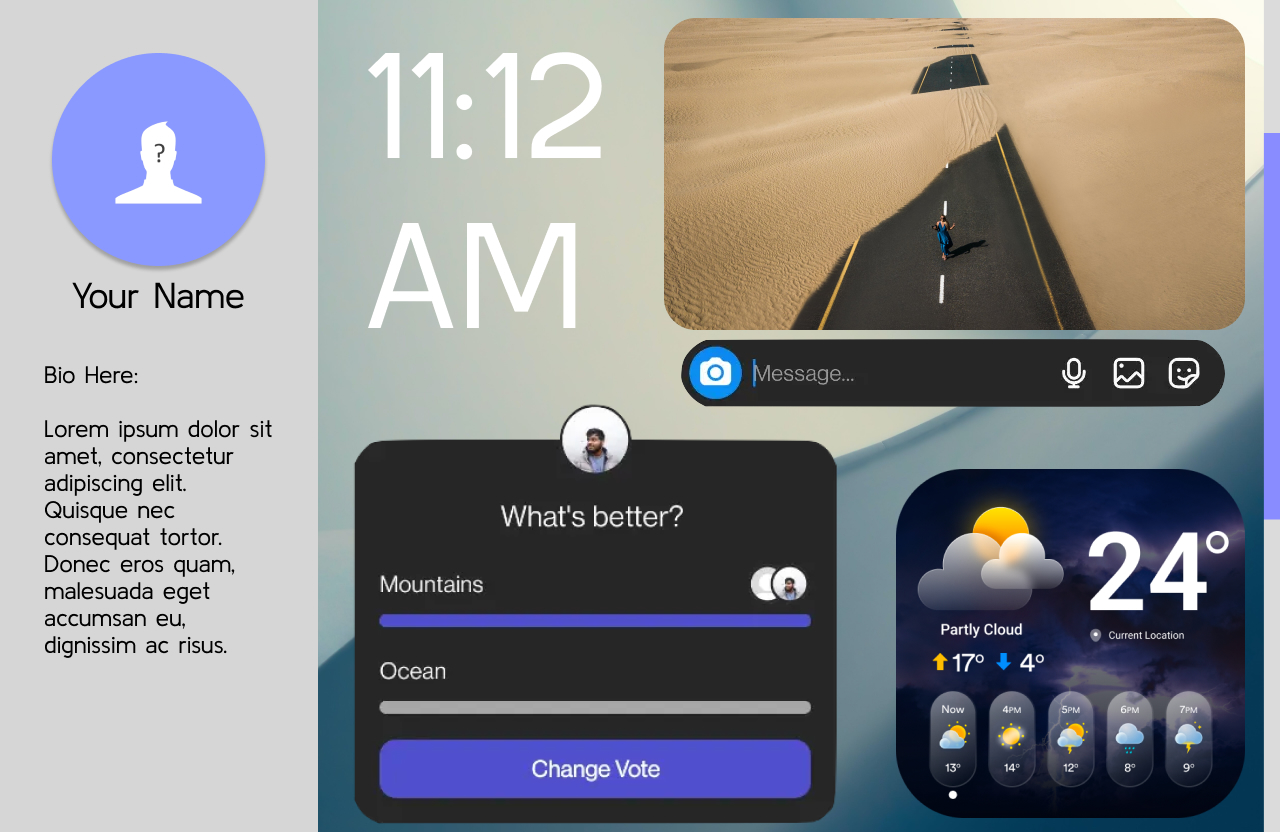 ?
Your Name
Bio Here:
Lorem ipsum dolor sit
amet, consectetur
adipiscing elit.
Quisque nec
consequat tortor.
Donec eros quam,
malesuada eget
accumsan eu,
dignissim ac risus.
11:12
AM
Message...
What's better?
Mountains
Ocean
Change Vote
24°
Partly Cloud
Current Location
17° 4°
Now 4PM 5PM 6PM 7PM
13° 14° 12° 8° 9°